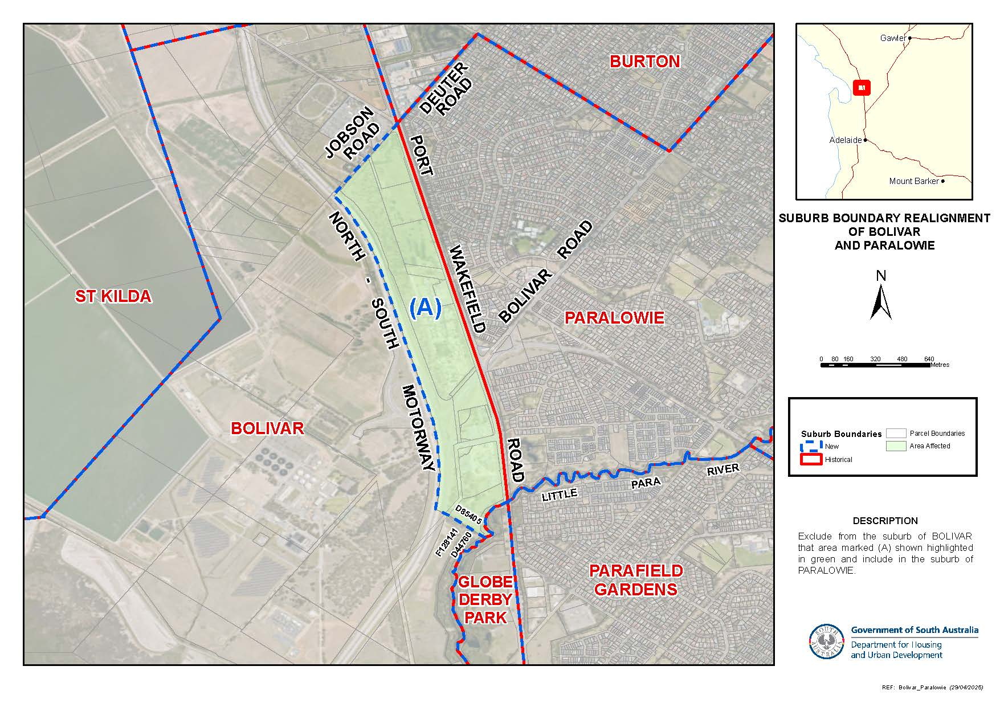 BURTON
DEUTER
ROAD
JOBSON
ROAD
PORT
WAKEFIELD
ROAD
NORTH - SOUTH
MOTORWAY
(A)
BOLIVAR ROAD
ST KILDA
PARALOWIE
BOLIVAR
LITTLE PARA RIVER
D85405
F128141
D44760
GLOBE
DERBY
PARK
PARAFIELD
GARDENS
Gawler
Adelaide
Mount Barker
SUBURB BOUNDARY REALIGNMENT
OF BOLIVAR
AND PARALOWIE
N
0 80 160 320 480 640
Metres
Suburb Boundaries
New
Historical
Parcel Boundaries
Area Affected
DESCRIPTION
Exclude from the suburb of BOLIVAR
that area marked (A) shown highlighted
in green and include in the suburb of
PARALOWIE.
SOUTH
AUSTRALIA
Government of South Australia
Department for Housing
and Urban Development
REF: Bolivar_Paralowie (29/04/2025)